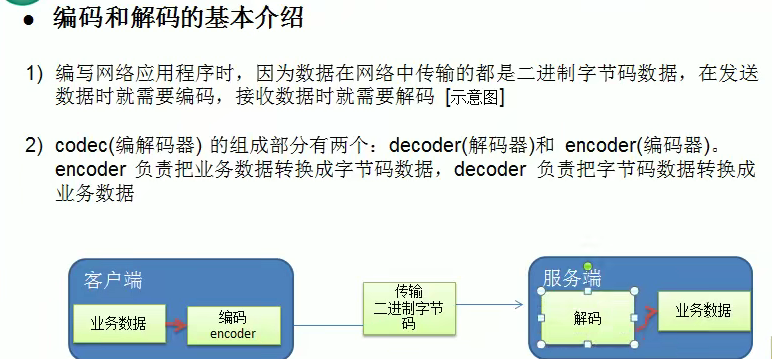 ● 编码和解码的基本介绍
1) 编写网络应用程序时，因为数据在网络中传输的都是二进制字节码数据，在发送
数据时就需要编码，接收数据时就需要解码 [示意图]
2) codec(编解码器) 的组成部分有两个：decoder(解码器)和 encoder(编码器)。
encoder 负责把业务数据转换成字节码数据，decoder 负责把字节码数据转换成
业务数据
客户端
业务数据
编码
encoder
传输
二进制字节
码
服务端
解码
业务数据